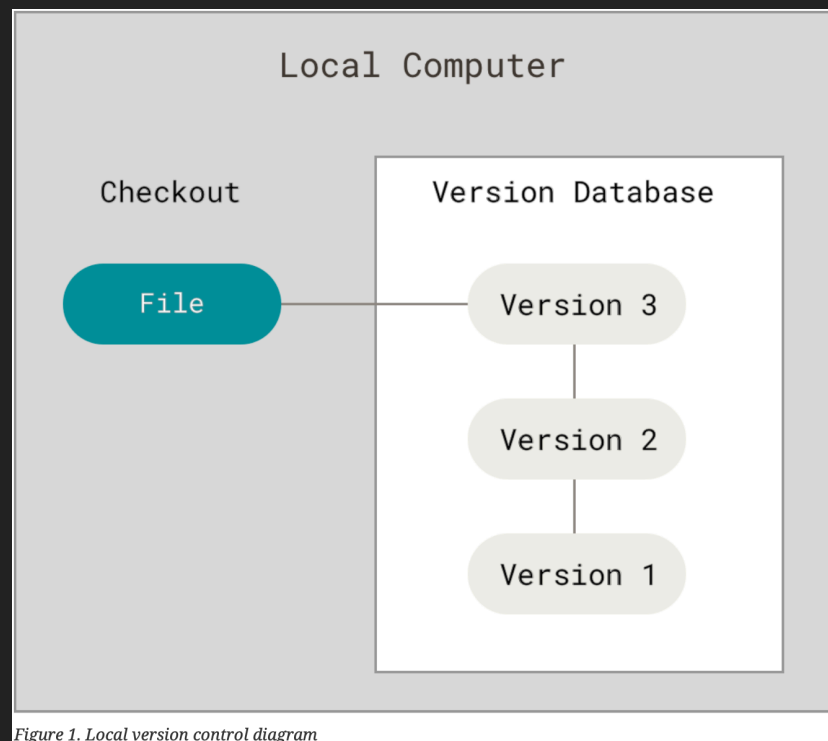 Local Computer
Checkout
Version Database
File
Version 3
Version 2
Version 1
Figure 1. Local version control diagram